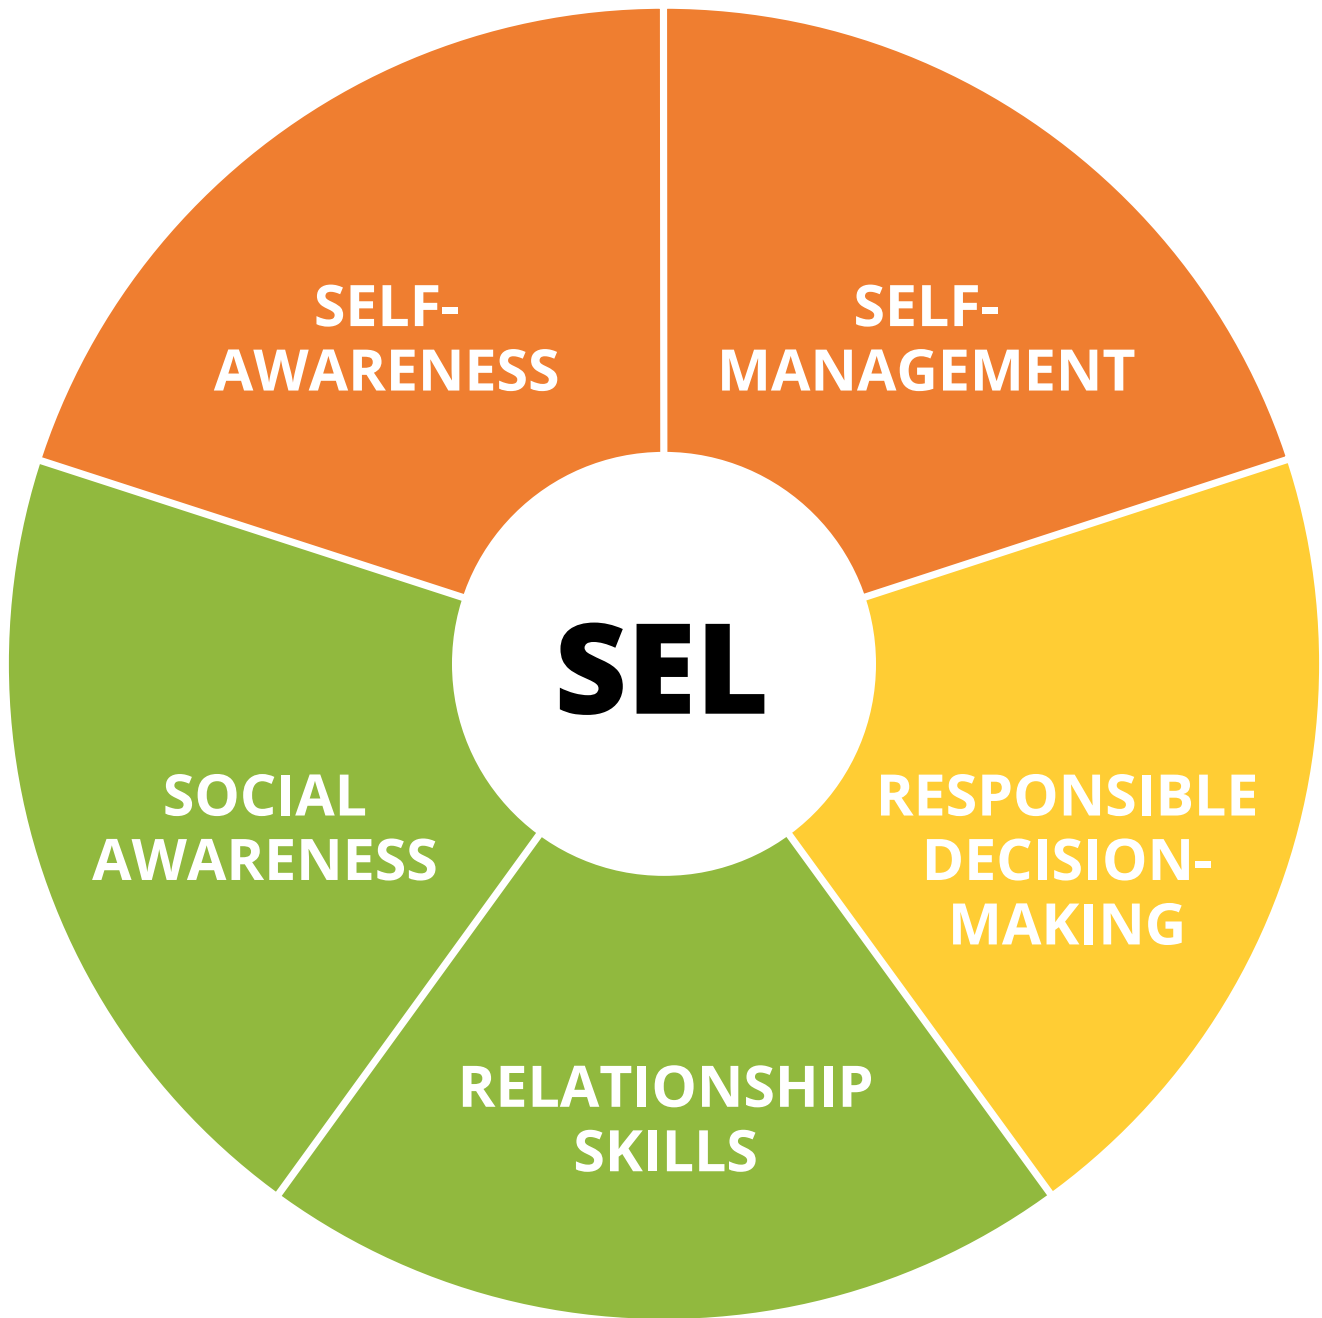 SELF-
AWARENESS
SELF-
MANAGEMENT
SEL
SOCIAL
AWARENESS
RESPONSIBLE
DECISION-
MAKING
RELATIONSHIP
SKILLS